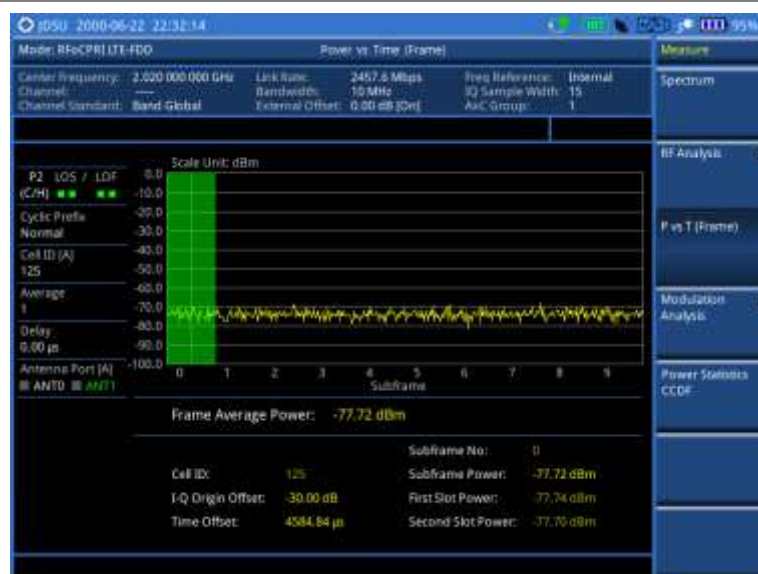 JDSU 2000-06-22 22:32:14
INT
95%
Mode: RFoCPRI LTE-FDD
Power vs Time (Frame)
Measure
Center Frequency: 2.020 000 000 GHz
Link Rate: 2457.6 Mbps
Freq Reference: Internal
Channel: ----
Bandwidth: 10 MHz
IQ Sample Width: 15
Channel Standard: Band Global
External Offset: 0.00 dB [On]
AxC Group: 1
Spectrum
RF Analysis
P vs T (Frame)
Modulation
Analysis
Power Statistics
CCDF
P2 LOS / LOF
(C/H)
Cyclic Prefix
Normal
Cell ID [A]
125
Average
1
Delay
0.00 µs
Antenna Port [A]
ANT0 ANT1
Scale Unit: dBm
0.0
-10.0
-20.0
-30.0
-40.0
-50.0
-60.0
-70.0
-80.0
-90.0
-100.0
0 1 2 3 4 5 6 7 8 9
Subframe
Frame Average Power: -77.72 dBm
Subframe No: 0
Cell ID: 125
Subframe Power: -77.72 dBm
I-Q Origin Offset: -30.00 dB
First Slot Power: -77.74 dBm
Time Offset: 4584.84 µs
Second Slot Power: -77.70 dBm